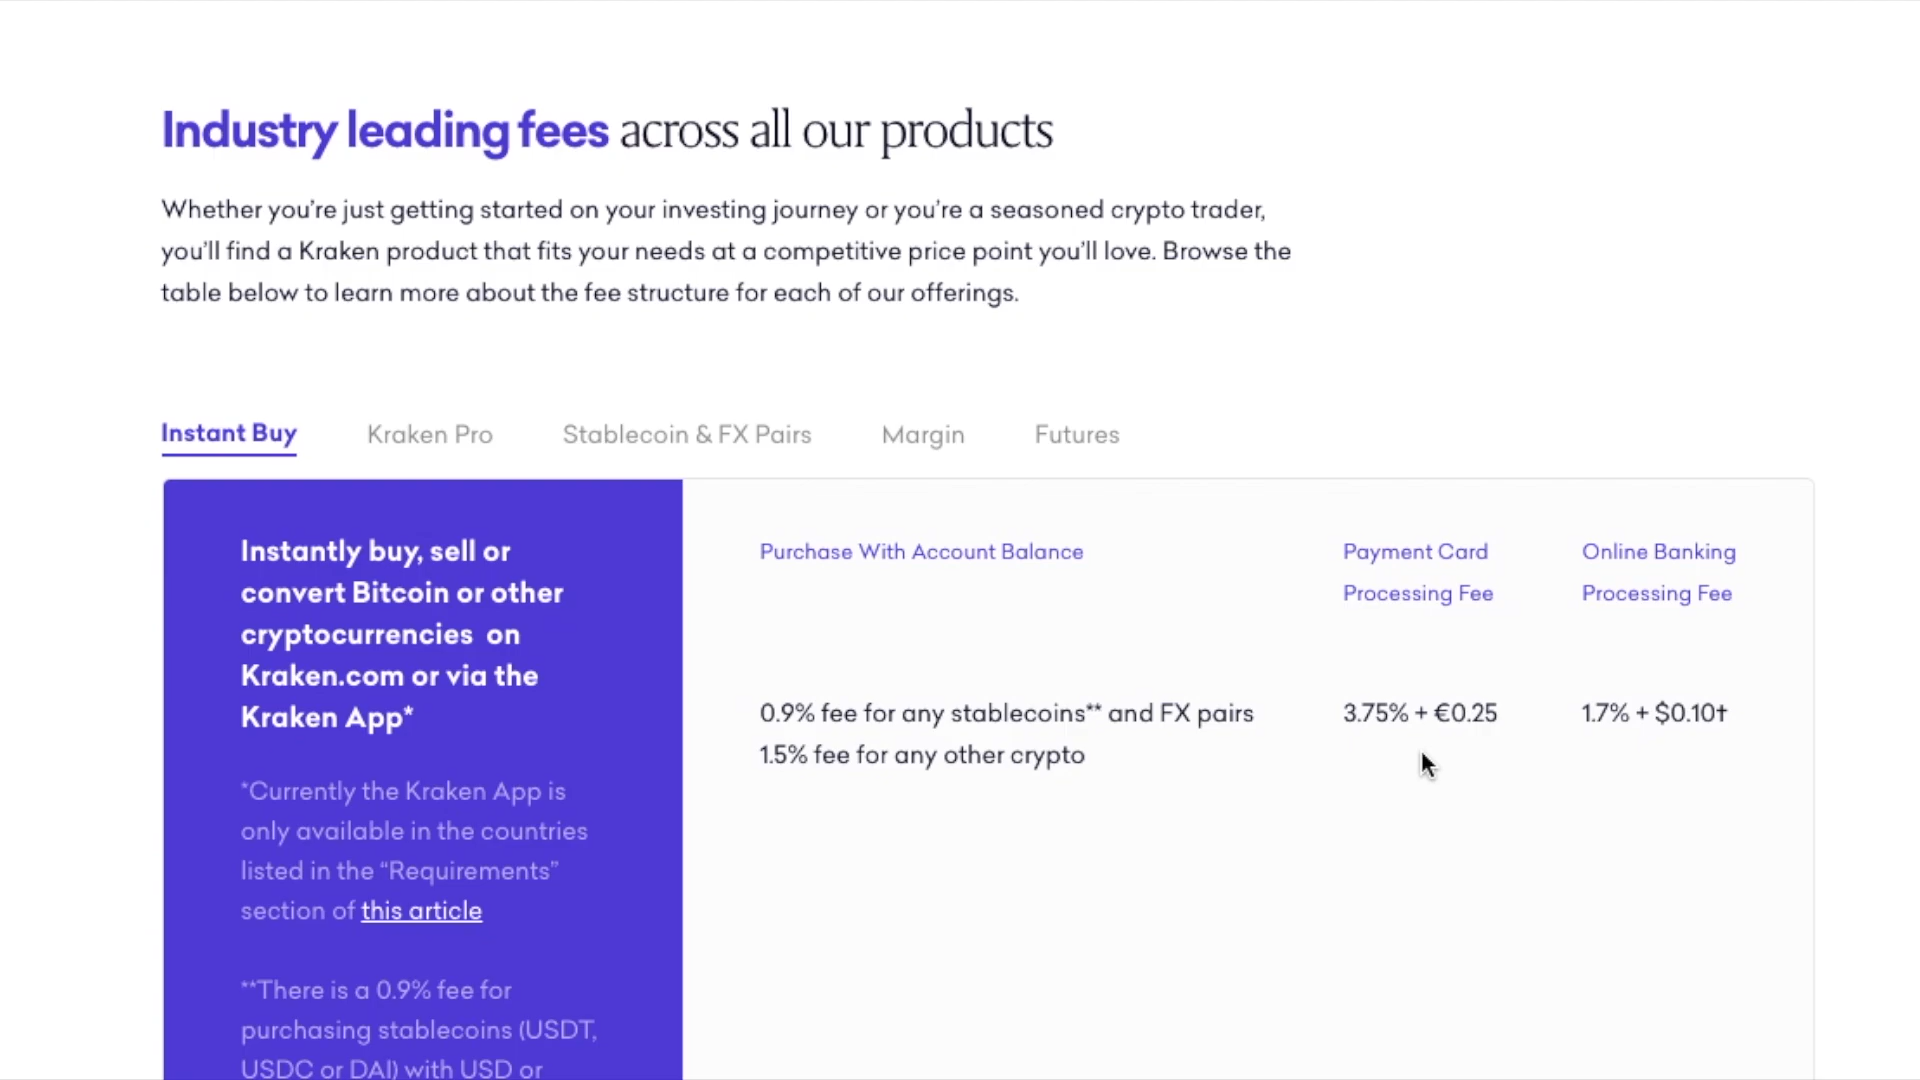 Industry leading fees across all our products
Whether you’re just getting started on your investing journey or you’re a seasoned crypto trader,
you’ll find a Kraken product that fits your needs at a competitive price point you’ll love. Browse the
table below to learn more about the fee structure for each of our offerings.
Instant Buy Kraken Pro Stablecoin & FX Pairs Margin Futures
Instantly buy, sell or
convert Bitcoin or other
cryptocurrencies on
Kraken.com or via the
Kraken App*
*Currently the Kraken App is
only available in the countries
listed in the “Requirements”
section of this article
**There is a 0.9% fee for
purchasing stablecoins (USDT,
USDC or DAI) with USD or
Purchase With Account Balance
0.9% fee for any stablecoins** and FX pairs
1.5% fee for any other crypto
Payment Card
Processing Fee
3.75% + €0.25
Online Banking
Processing Fee
1.7% + $0.10†